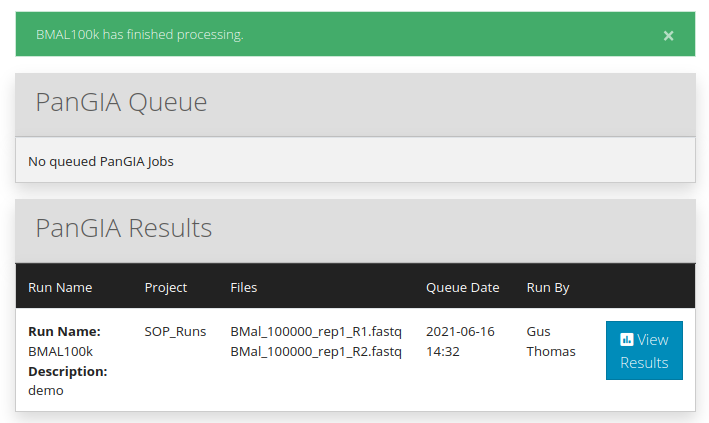 BMAL100k has finished processing.
×
PanGIA Queue
No queued PanGIA Jobs
PanGIA Results
Run Name Project Files Queue Date Run By
Run Name: SOP_Runs BMal_100000_rep1_R1.fastq 2021-06-16 Gus View
BMAL100k BMal_100000_rep1_R2.fastq 14:32 Thomas Results
Description:
demo